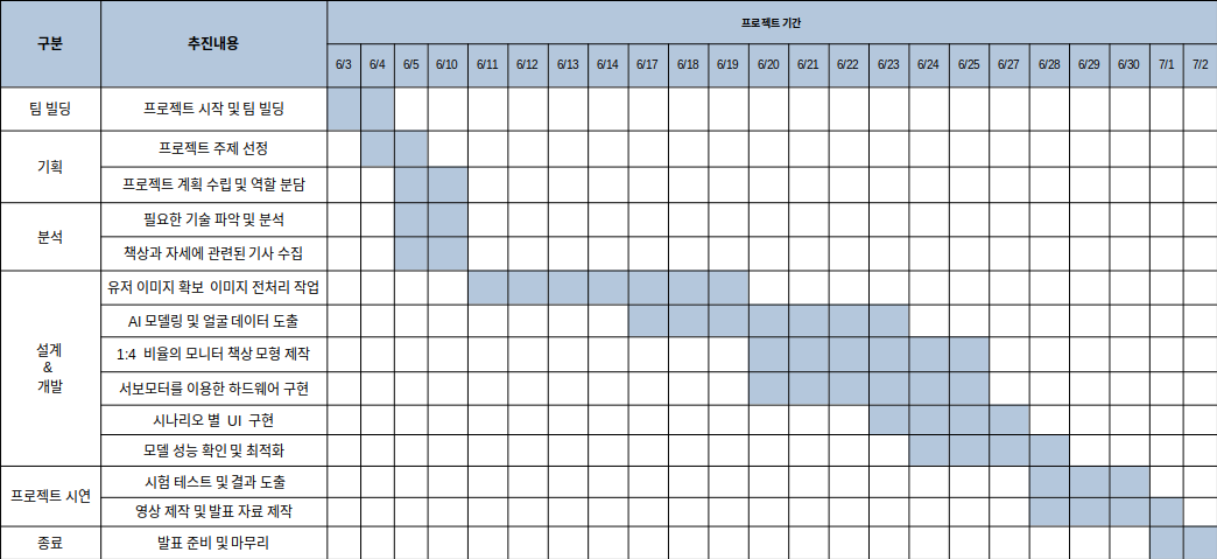 구분
추진내용
프로젝트 기간
6/3 6/4 6/5 6/10 6/11 6/12 6/13 6/14 6/17 6/18 6/19 6/20 6/21 6/22 6/23 6/24 6/25 6/27 6/28 6/29 6/30 7/1 7/2
팀 빌딩
프로젝트 시작 및 팀 빌딩
기획
프로젝트 주제 선정
프로젝트 계획 수립 및 역할 분담
분석
필요한 기술 파악 및 분석
책상과 자세에 관련된 기사 수집
설계
&
개발
유저 이미지 확보 이미지 전처리 작업
AI 모델링 및 얼굴 데이터 도출
1:4 비율의 모니터 책상 모형 제작
서보모터를 이용한 하드웨어 구현
시나리오 별 UI 구현
모델 성능 확인 및 최적화
프로젝트 시연
시험 테스트 및 결과 도출
영상 제작 및 발표 자료 제작
종료
발표 준비 및 마무리